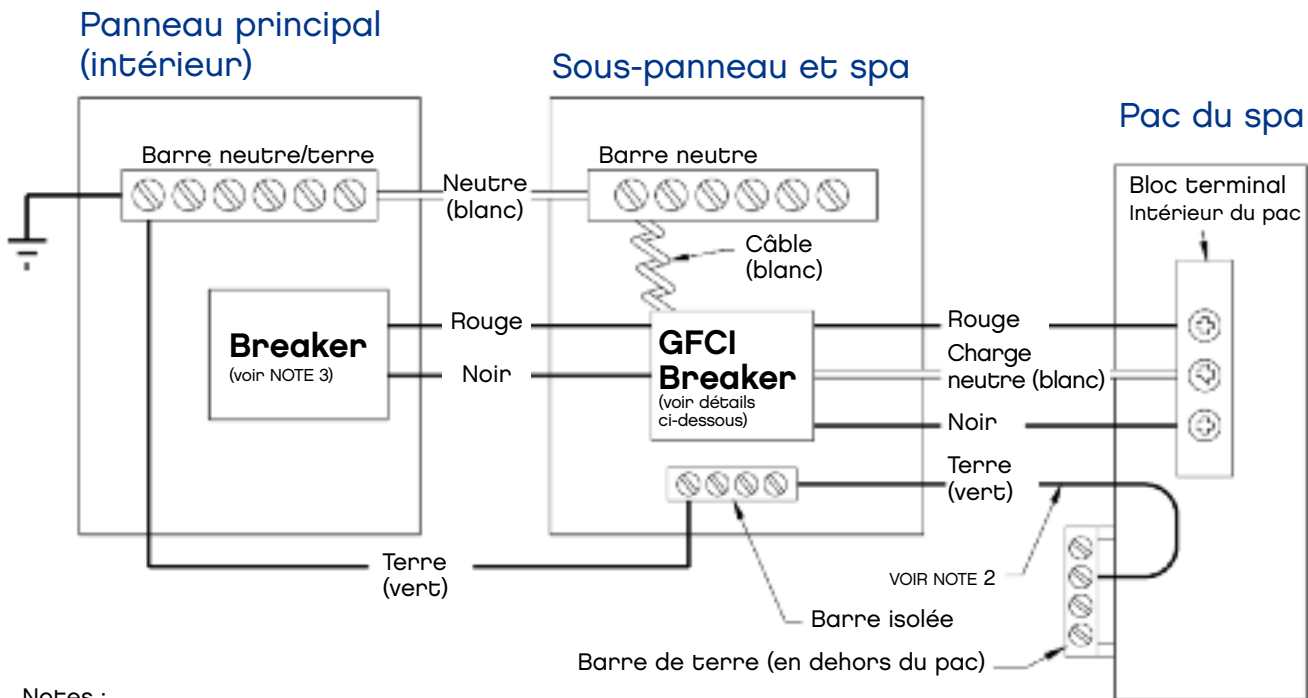 Panneau principal
(intérieur)
Sous-panneau et spa
Pac du spa
Barre neutre/terre
Neutre
(blanc)
Barre neutre
Câble
(blanc)
Bloc terminal
Intérieur du pac
Breaker
(voir NOTE 3)
Rouge
Noir
GFCI
Breaker
(voir détails
ci-dessous)
Rouge
Charge
neutre (blanc)
Noir
Terre
(vert)
Terre
(vert)
VOIR NOTE 2
Barre isolée
Barre de terre (en dehors du pac)
Notes :